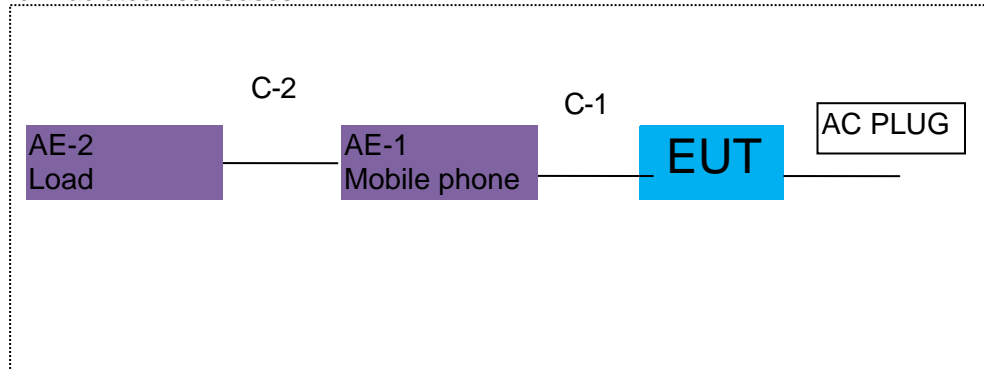 C-2
C-1
AC PLUG
AE-2
Load
AE-1
Mobile phone
EUT